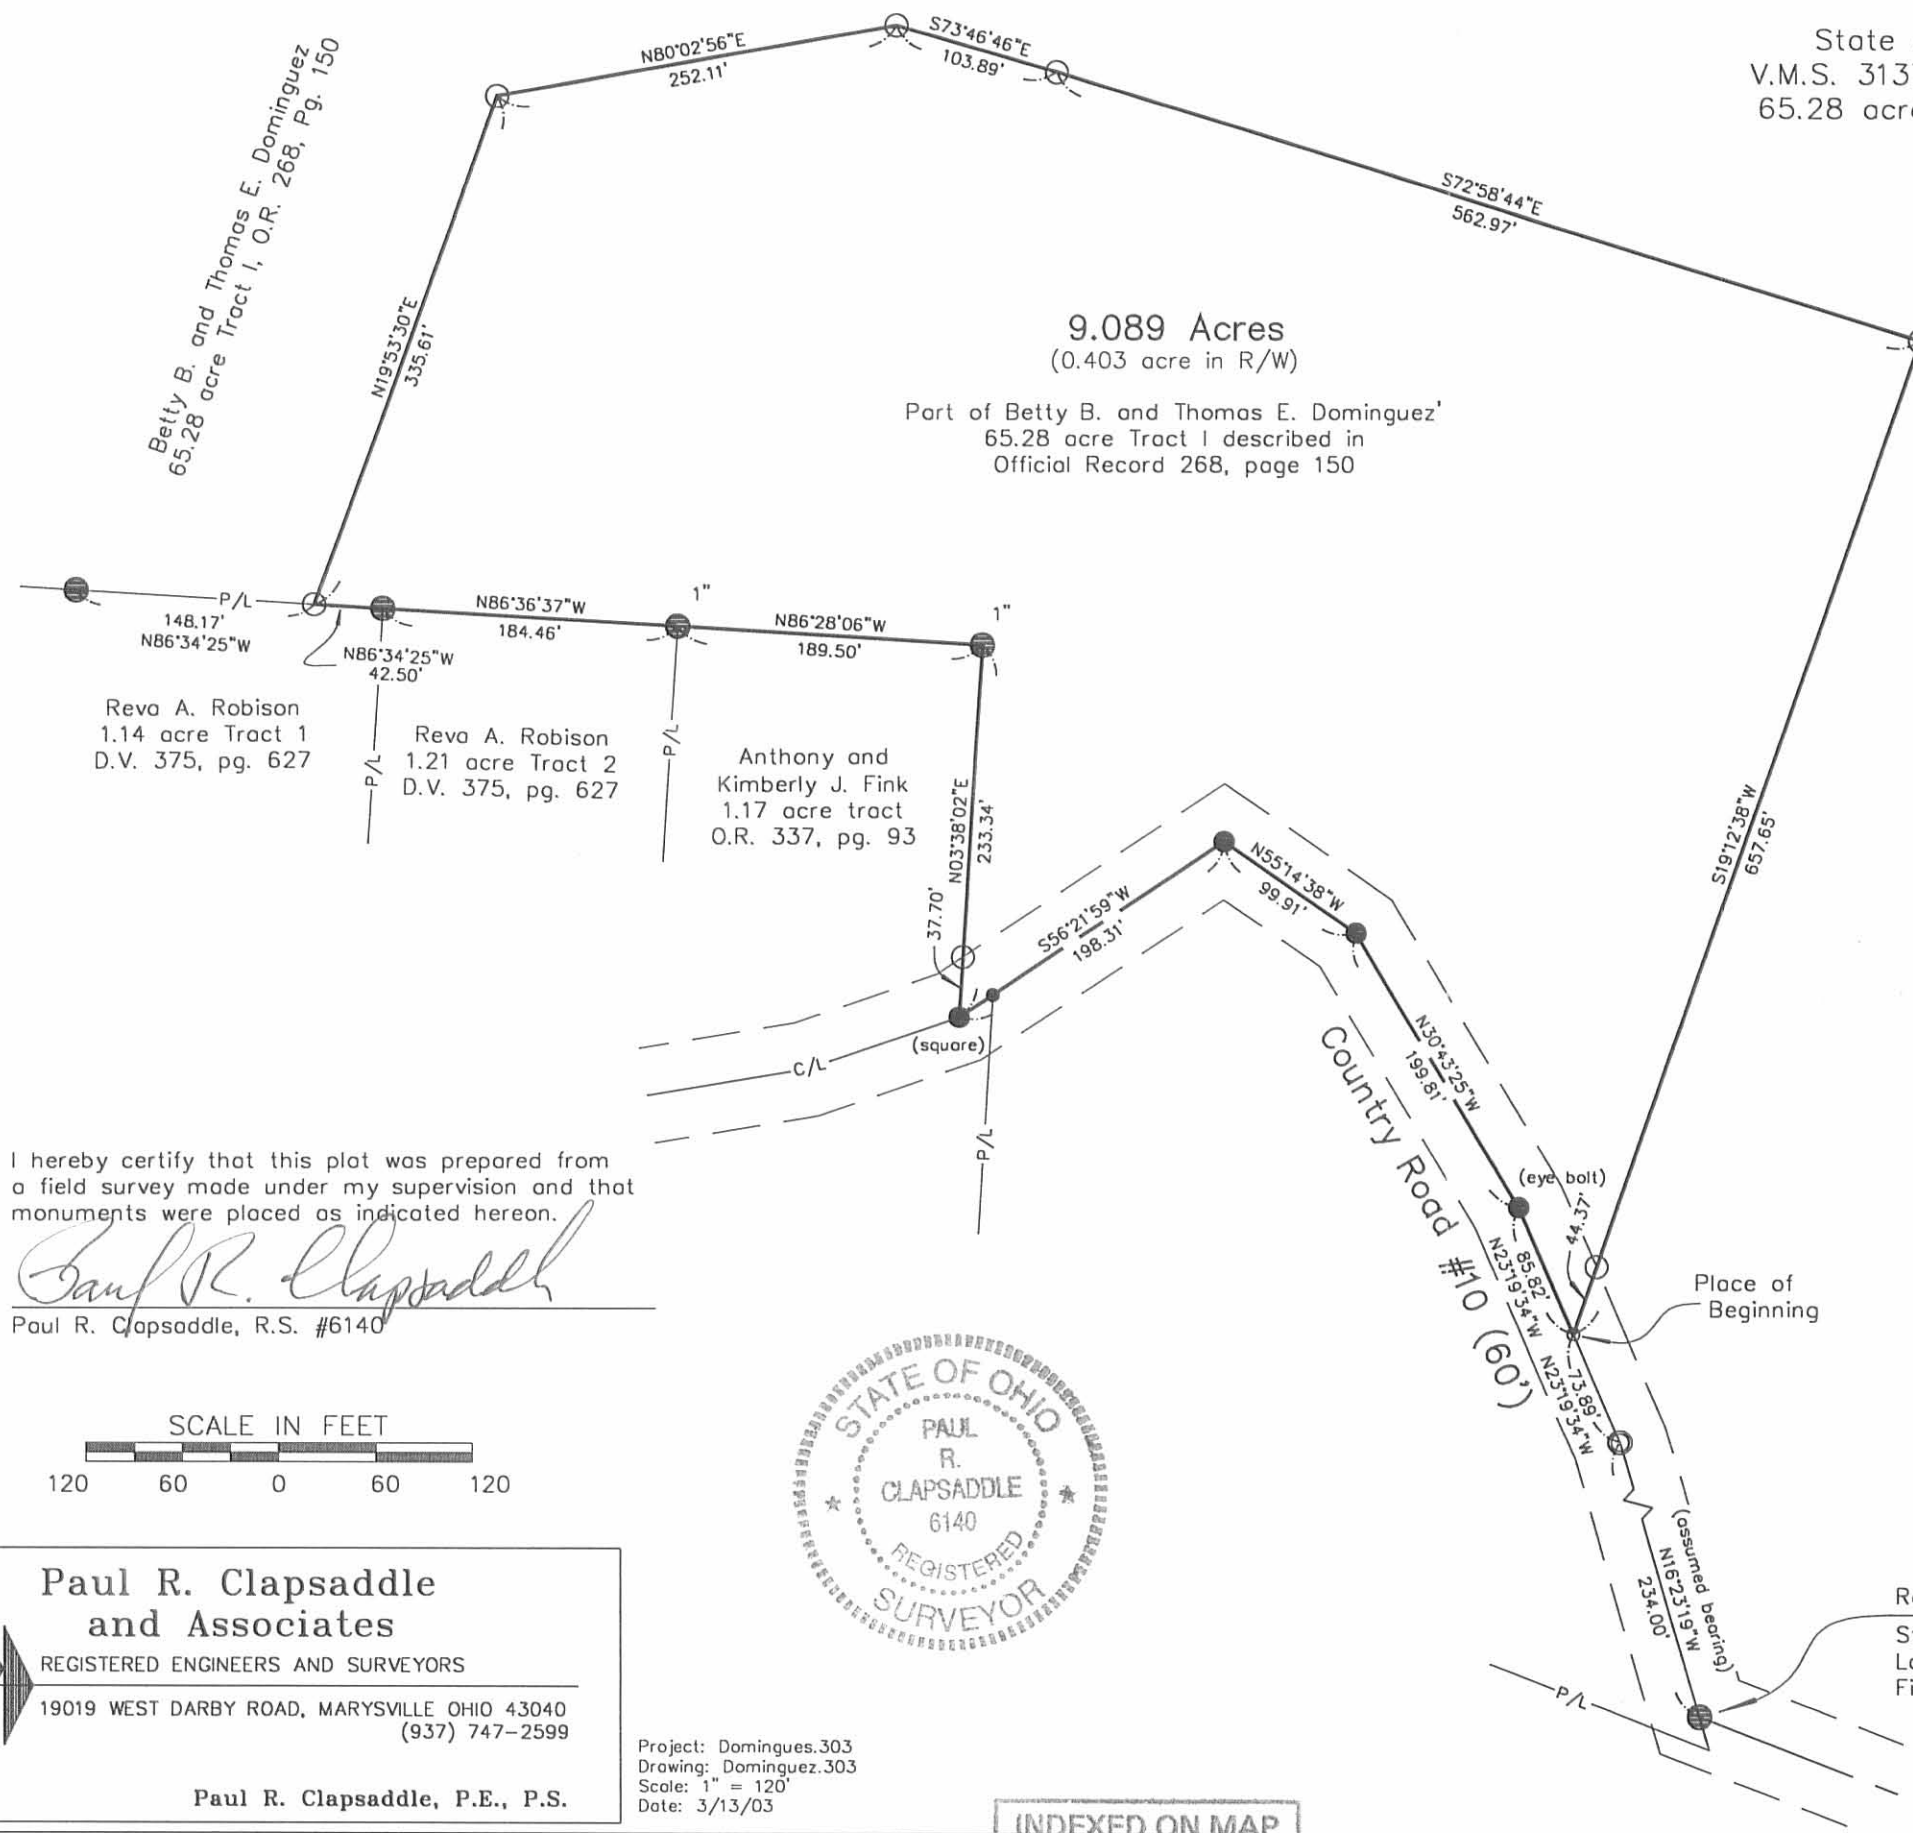 Betty B. and Thomas E. Dominguez
65.28 acre Tract I, O.R. 268, Pg. 150
N80°02'56"E
252.11'
S73°46'46"E
103.89'
State
V.M.S. 313
65.28 acr
S72°58'44"E
562.97'
N19°53'30"E
335.61'
9.089 Acres
(0.403 acre in R/W)
Part of Betty B. and Thomas E. Dominguez'
65.28 acre Tract I described in
Official Record 268, page 150
P/L
148.17'
N86°34'25"W
N86°34'25"W
42.50'
N86°36'37"W
184.46'
1"
N86°28'06"W
189.50'
1"
Reva A. Robison
1.14 acre Tract 1
D.V. 375, pg. 627
P/L
Reva A. Robison
1.21 acre Tract 2
D.V. 375, pg. 627
P/L
Anthony and
Kimberly J. Fink
1.17 acre tract
O.R. 337, pg. 93
N03°38'02"E
233.34'
37.70'
S56°21'59"W
198.31'
N55°14'38"W
99.91'
S19°12'38"W
657.65'
(square)
C/L
P/L
N30°43'25"W
199.81'
Country Road #10 (60')
(eye bolt)
44.37'
85.82'
N23°19'34"W
Place of
Beginning
73.89'
N23°19'34"W
(assumed bearing)
N16°23'19"W
234.00'
P/L
I hereby certify that this plat was prepared from
a field survey made under my supervision and that
monuments were placed as indicated hereon.
Paul R. Clapsaddle
Paul R. Clapsaddle, R.S. #6140
SCALE IN FEET
120 60 0 60 120
STATE OF OHIO
PAUL
R.
CLAPSADDLE
6140
REGISTERED
SURVEYOR
Paul R. Clapsaddle
and Associates
REGISTERED ENGINEERS AND SURVEYORS
19019 WEST DARBY ROAD, MARYSVILLE OHIO 43040
(937) 747-2599
Paul R. Clapsaddle, P.E., P.S.
Project: Domingues.303
Drawing: Dominguez.303
Scale: 1" = 120'
Date: 3/13/03
INDEXED ON MAP